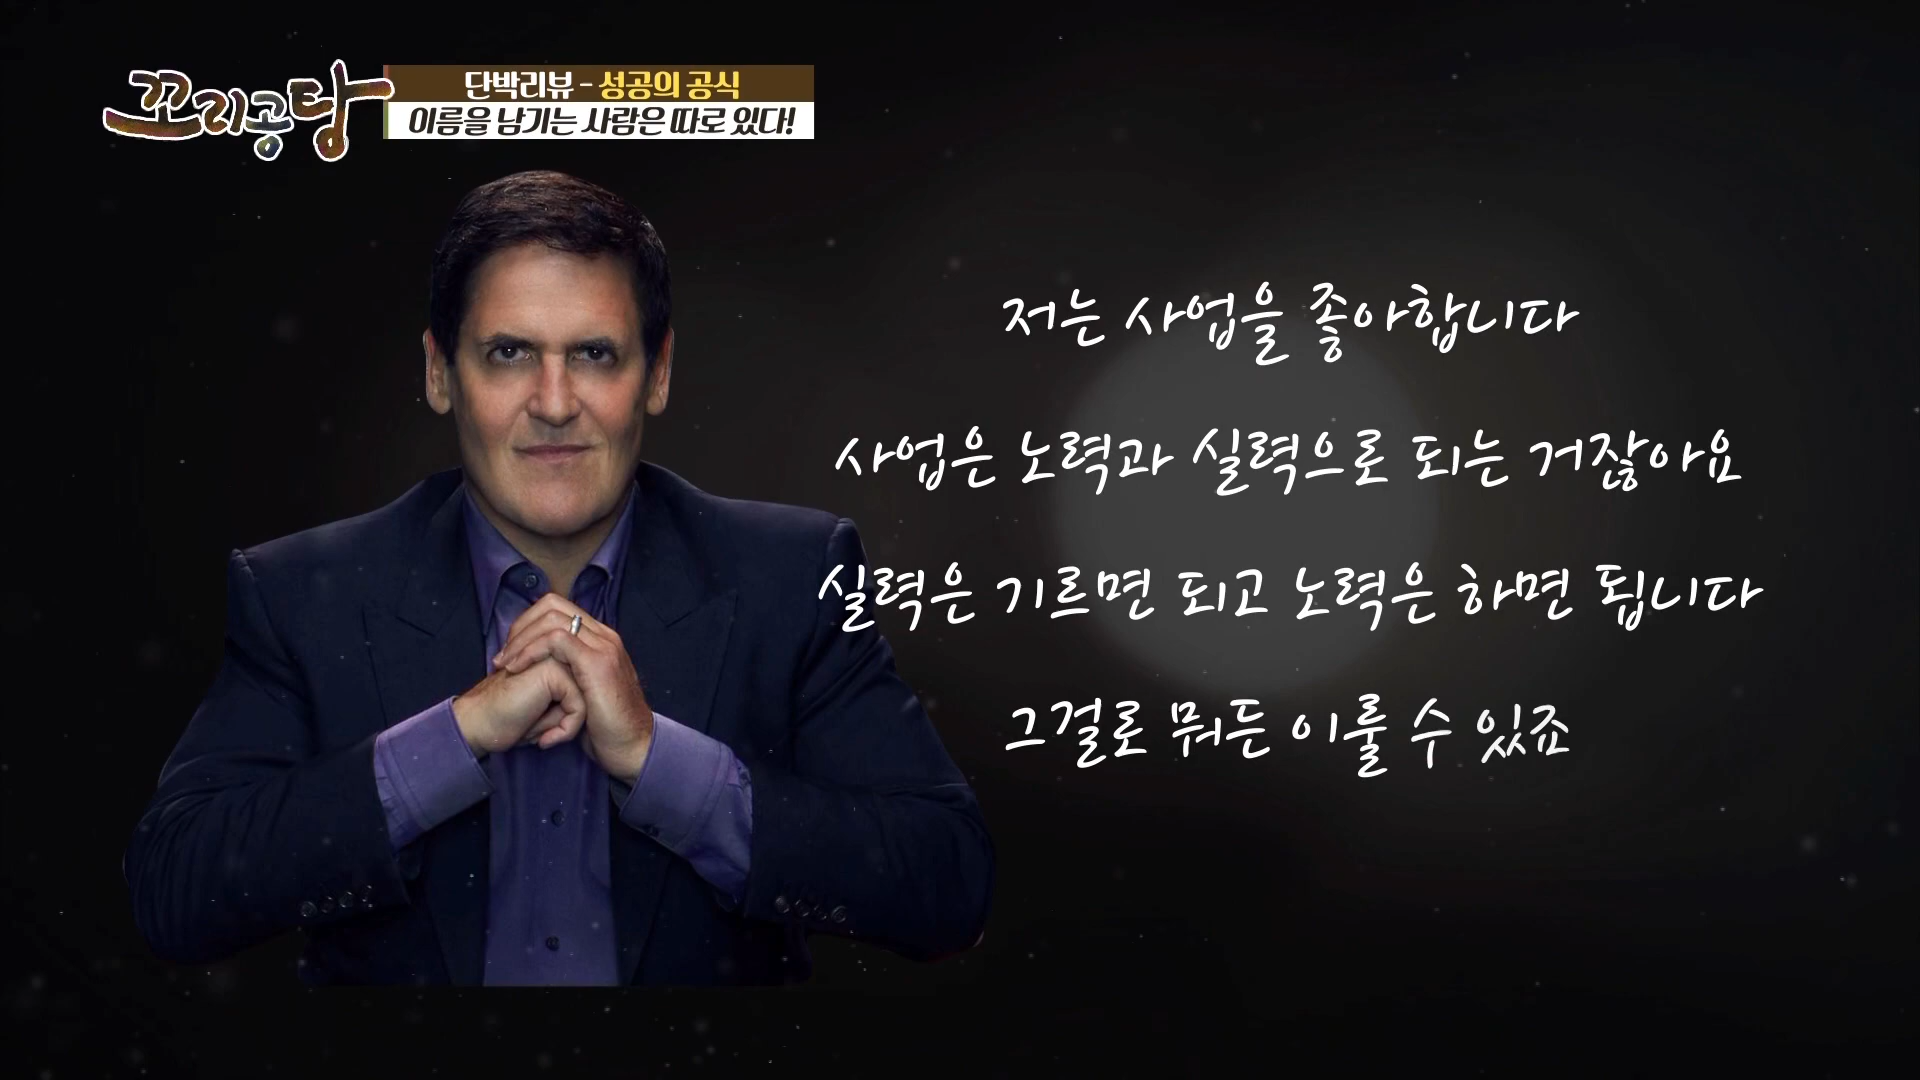 꼬리공탕
단박리뷰 - 성공의 공식
이름을 남기는 사람은 따로 있다!
저는 사업을 좋아합니다
사업은 노력과 실력으로 되는 거잖아요
실력은 기르면 되고 노력은 하면 됩니다
그걸로 뭐든 이룰 수 있죠